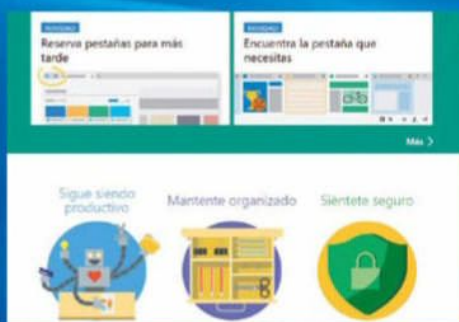 NOVEDAD
Reserva pestañas para más
tarde
NOVEDAD
Encuentra la pestaña que
necesitas
Más >
Sigue siendo
productivo
Mantente organizado
Siéntete seguro